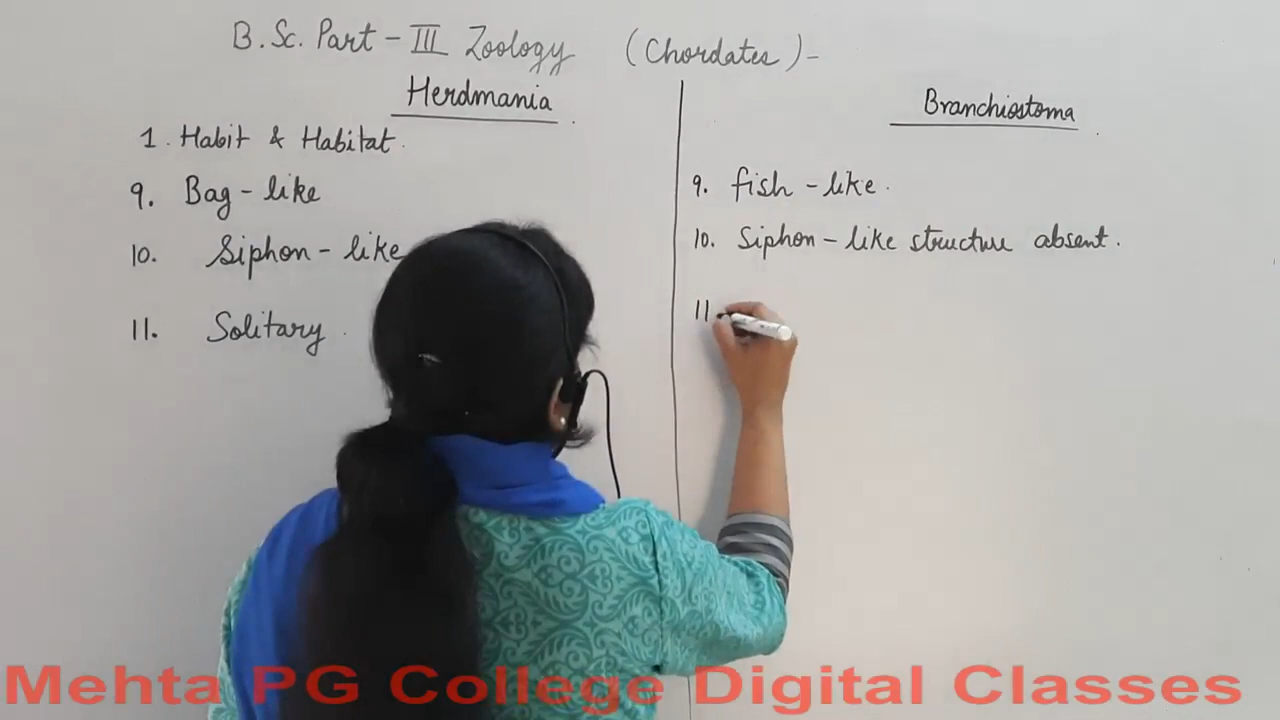 B.Sc. Part - III Zoology (Chordates) -
Herdmania
1. Habit & Habitat.
9. Bag - like
10. Siphon - like
11. Solitary.
Branchiostoma
9. fish - like.
10. Siphon - like structure absent.
11.
Mehta PG College Digital Classes